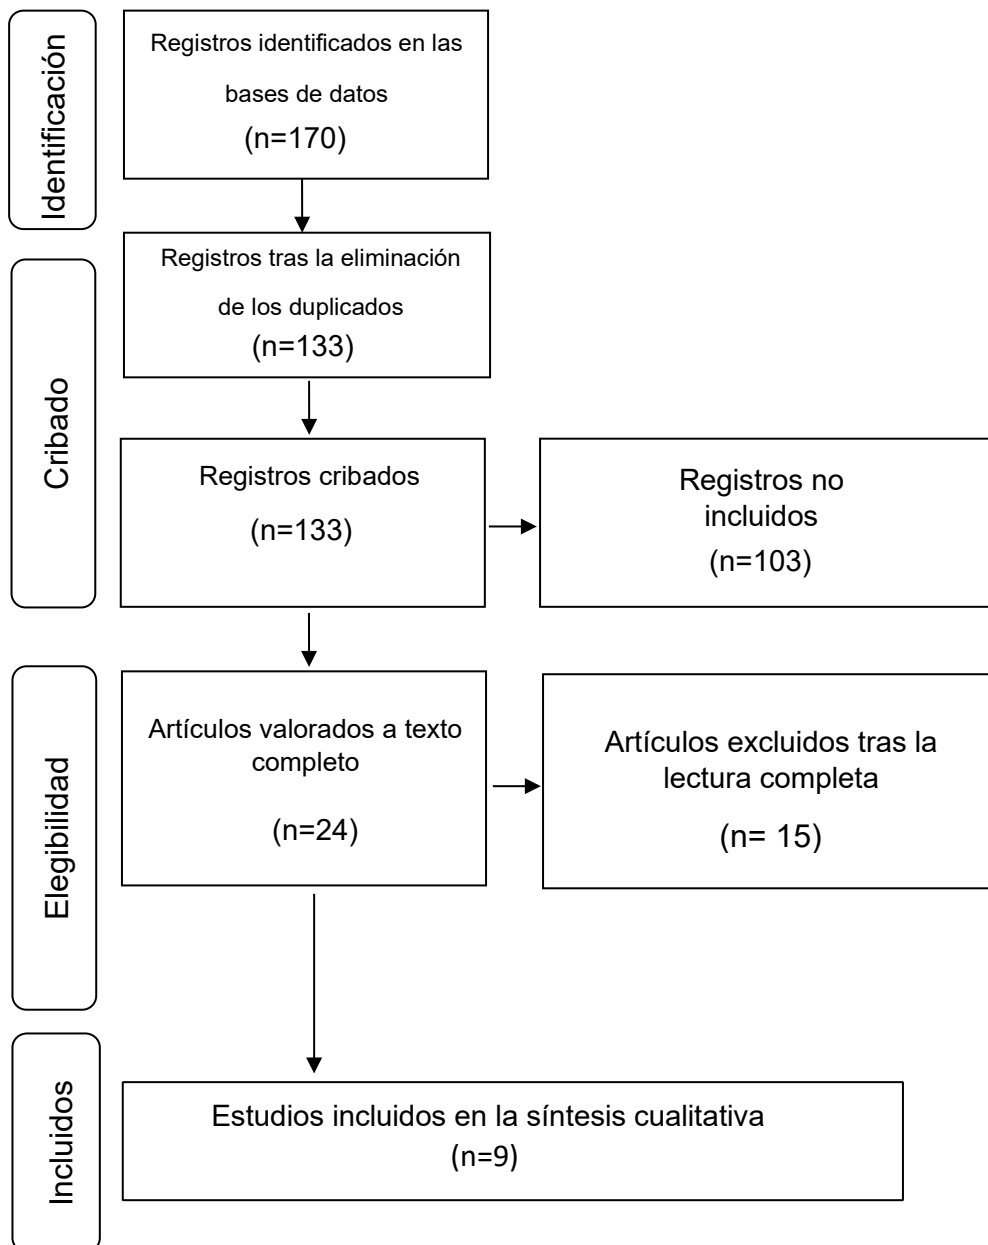 Identificación
Registros identificados en las
bases de datos
(n=170)
Registros tras la eliminación
de los duplicados
(n=133)
Cribado
Registros cribados
(n=133)
Registros no
incluidos
(n=103)
Elegibilidad
Artículos valorados a texto
completo
(n=24)
Artículos excluidos tras la
lectura completa
(n= 15)
Incluidos
Estudios incluidos en la síntesis cualitativa
(n=9)